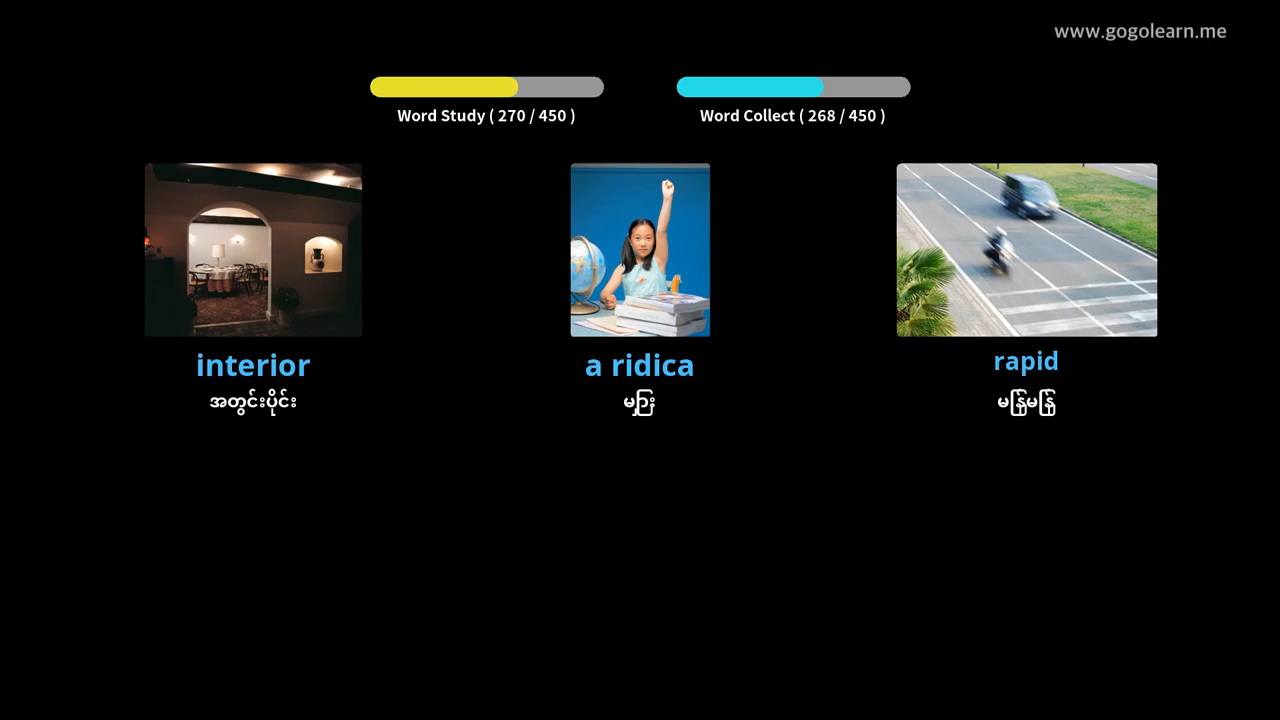 www.gogolearn.me
Word Study ( 270 / 450 )
Word Collect ( 268 / 450 )
interior
a ridica
rapid
အတွင်းပိုင်း
မြှား
မြန်မြန်